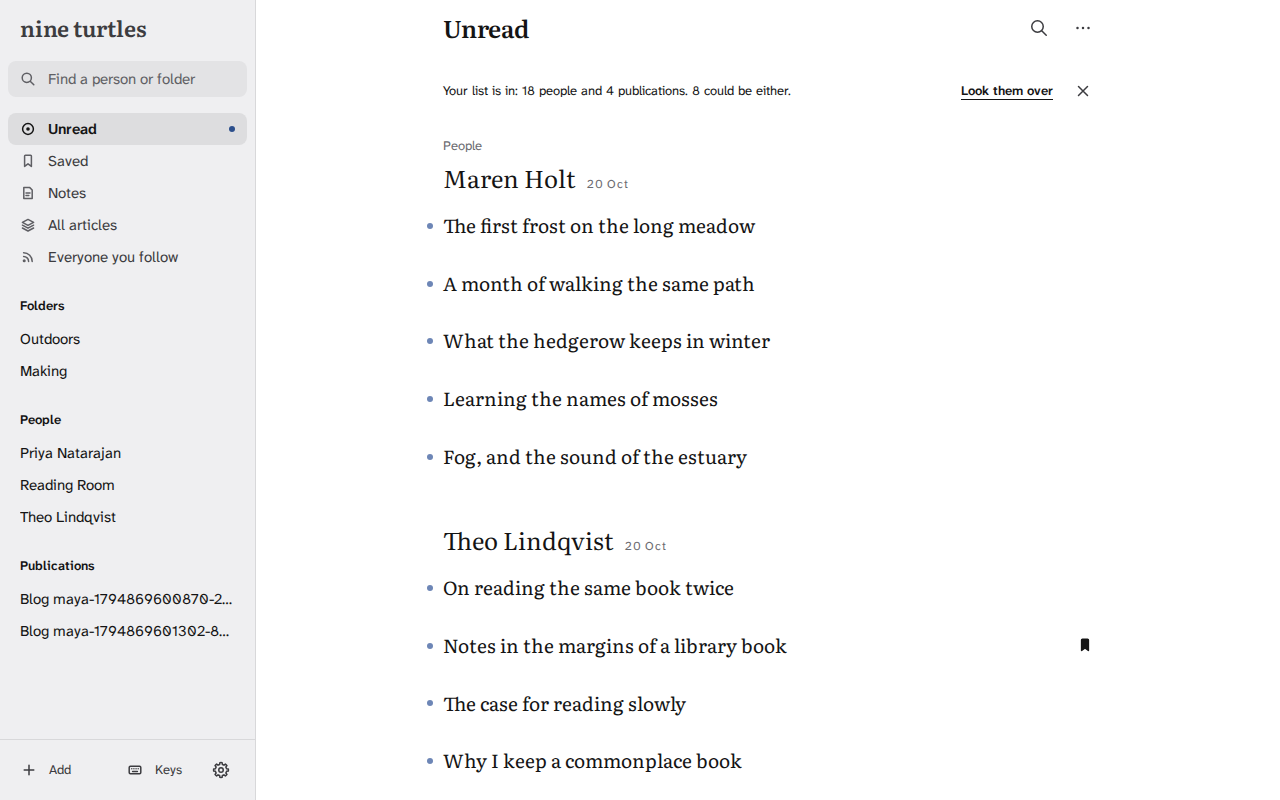 nine turtles
Find a person or folder
Unread
Saved
Notes
All articles
Everyone you follow
Folders
Outdoors
Making
People
Priya Natarajan
Reading Room
Theo Lindqvist
Publications
Blog maya-1794869600870-2...
Blog maya-1794869601302-8...
Add
Keys
Unread
Your list is in: 18 people and 4 publications. 8 could be either.
Look them over
People
Maren Holt 20 Oct
The first frost on the long meadow
A month of walking the same path
What the hedgerow keeps in winter
Learning the names of mosses
Fog, and the sound of the estuary
Theo Lindqvist 20 Oct
On reading the same book twice
Notes in the margins of a library book
The case for reading slowly
Why I keep a commonplace book